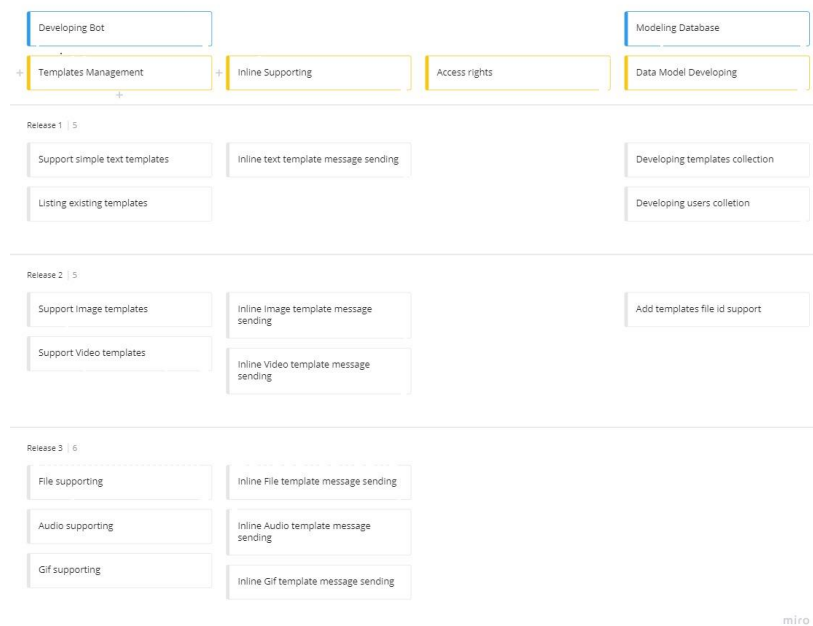 Developing Bot
Modeling Database
Templates Management
Inline Supporting
Access rights
Data Model Developing
Release 1 | 5
Support simple text templates
Inline text template message sending
Developing templates collection
Listing existing templates
Developing users colletion
Release 2 | 5
Support Image templates
Inline Image template message
sending
Add templates file id support
Support Video templates
Inline Video template message
sending
Release 3 | 6
File supporting
Inline File template message sending
Audio supporting
Inline Audio template message
sending
Gif supporting
Inline Gif template message sending
miro